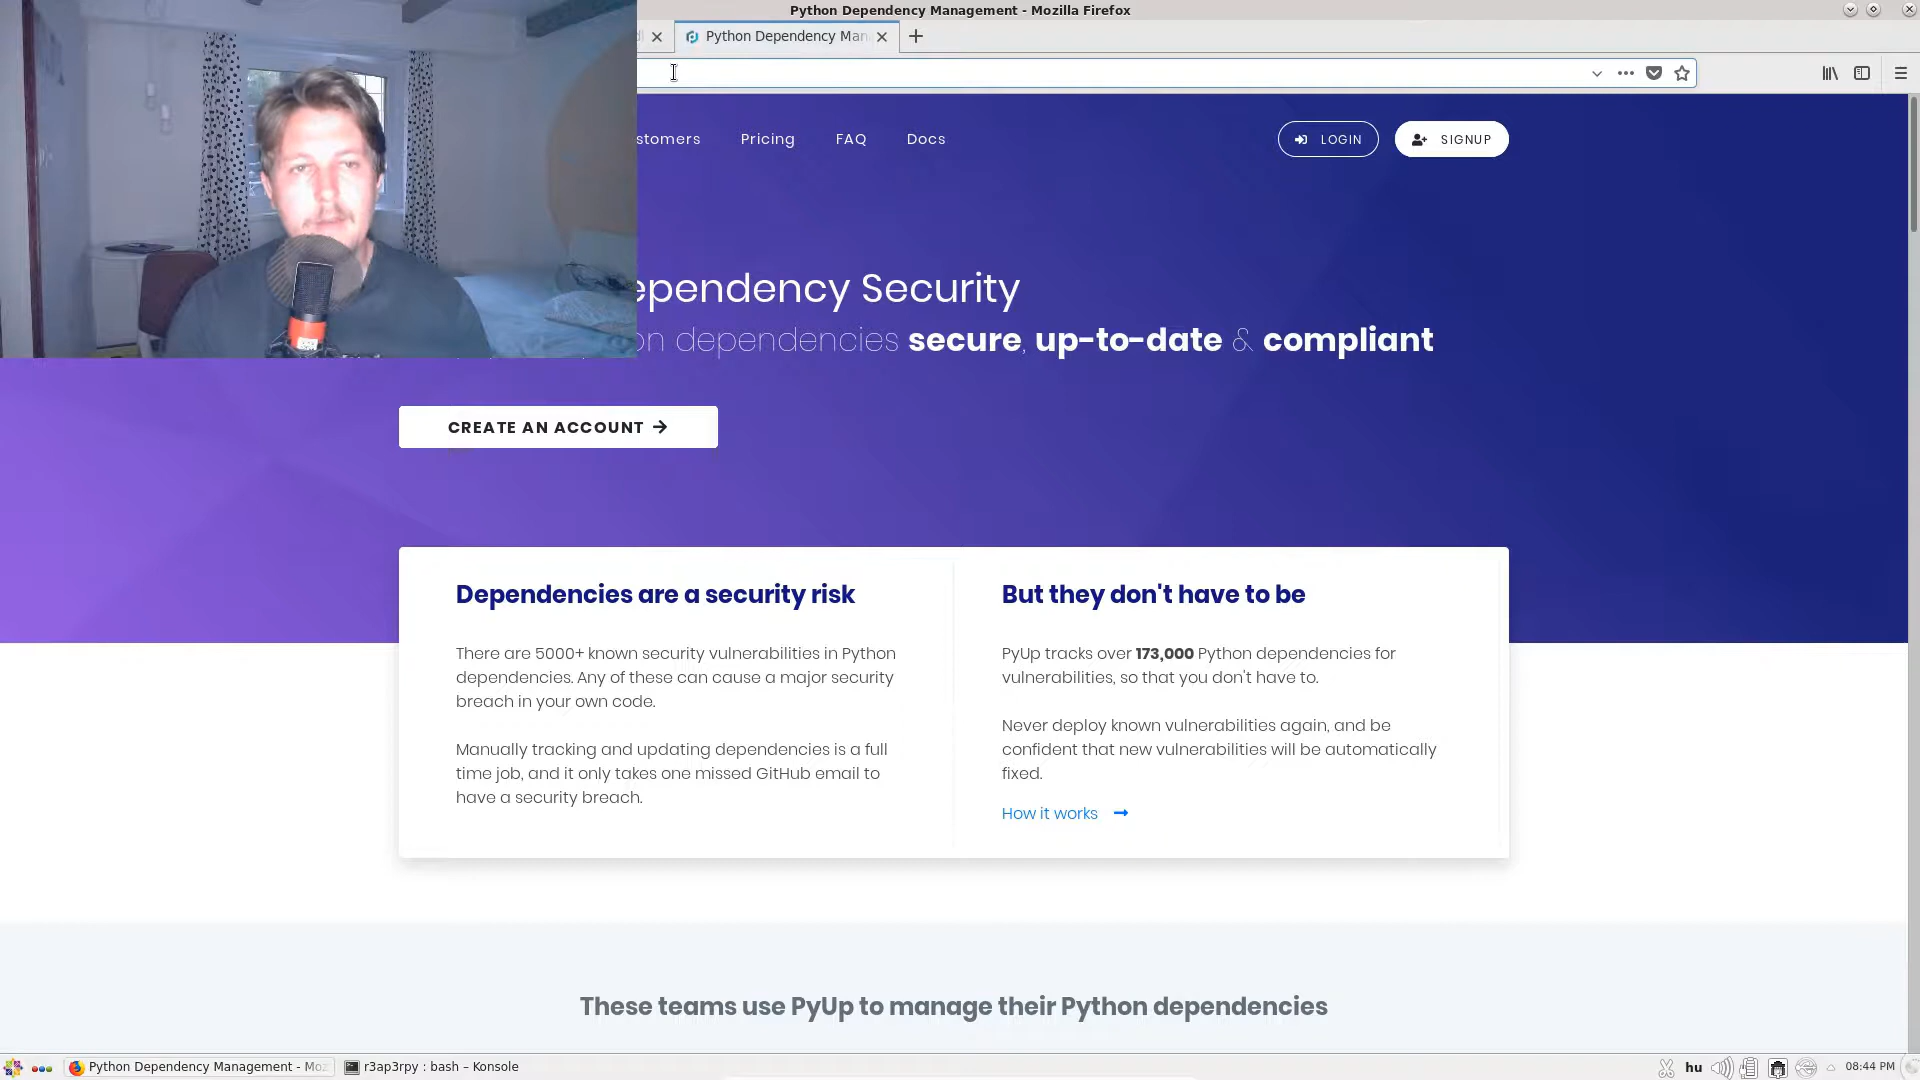 Python Dependency Management - Mozilla Firefox
Python Dependency Man
stomers
Pricing
FAQ
Docs
LOGIN
SIGNUP
ependency Security
on dependencies secure, up-to-date & compliant
CREATE AN ACCOUNT
Dependencies are a security risk
There are 5000+ known security vulnerabilities in Python
dependencies. Any of these can cause a major security
breach in your own code.
Manually tracking and updating dependencies is a full
time job, and it only takes one missed GitHub email to
have a security breach.
But they don't have to be
PyUp tracks over 173,000 Python dependencies for
vulnerabilities, so that you don't have to.
Never deploy known vulnerabilities again, and be
confident that new vulnerabilities will be automatically
fixed.
How it works
These teams use PyUp to manage their Python dependencies
Python Dependency Management - Mo
r3ap3rpy : bash – Konsole
hu
08:44 PM